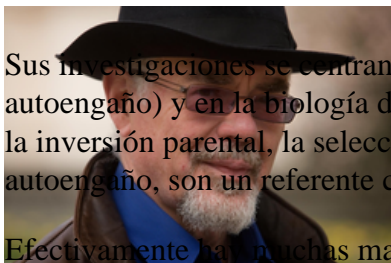 Sus investigaciones se centran
autoengaño) y en la biología d
la inversión parental, la selecc
autoengaño, son un referente
Efectivamente hay muchas ma